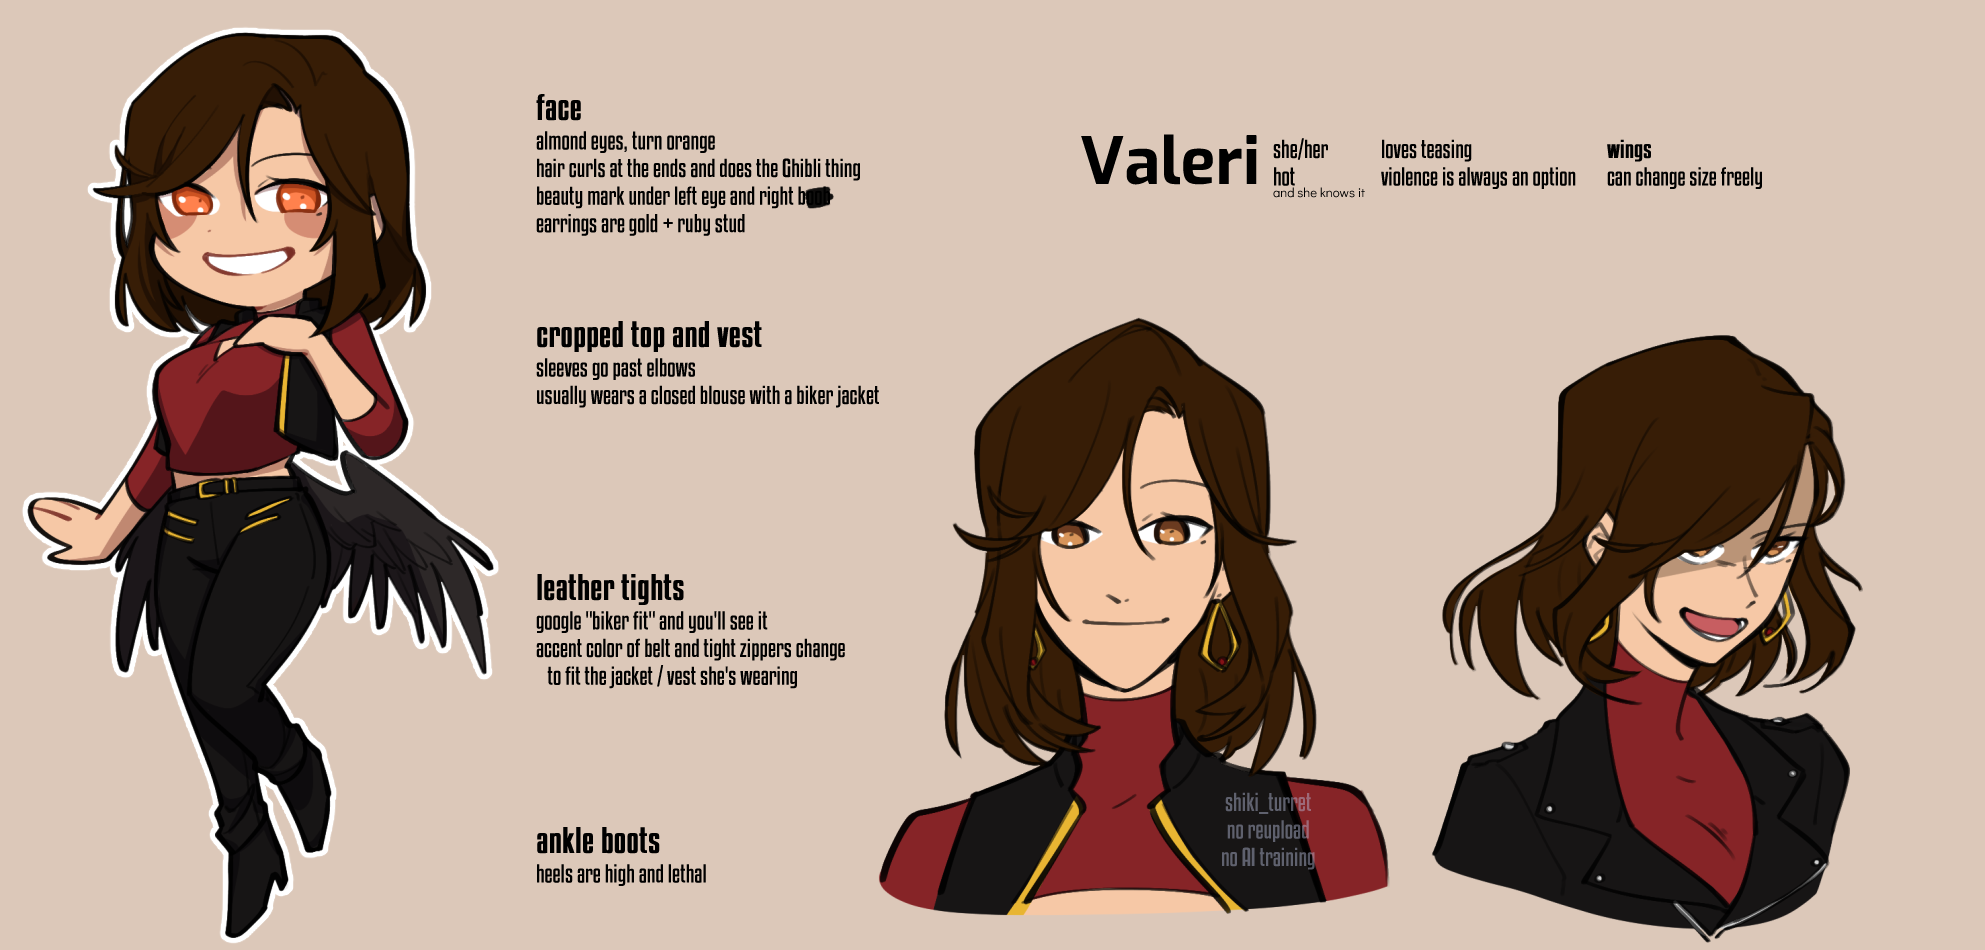 face
almond eyes, turn orange
hair curls at the ends and does the Ghibli thing
beauty mark under left eye and right
earrings are gold + ruby stud
cropped top and vest
sleeves go past elbows
usually wears a closed blouse with a biker jacket
leather tights
google "biker fit" and you'll see it
accent color of belt and tight zippers change
to fit the jacket / vest she's wearing
ankle boots
heels are high and lethal
Valeri
she/her
hot
and she knows it
loves teasing
violence is always an option
wings
can change size freely
shiki_turret
no reupload
no AI training